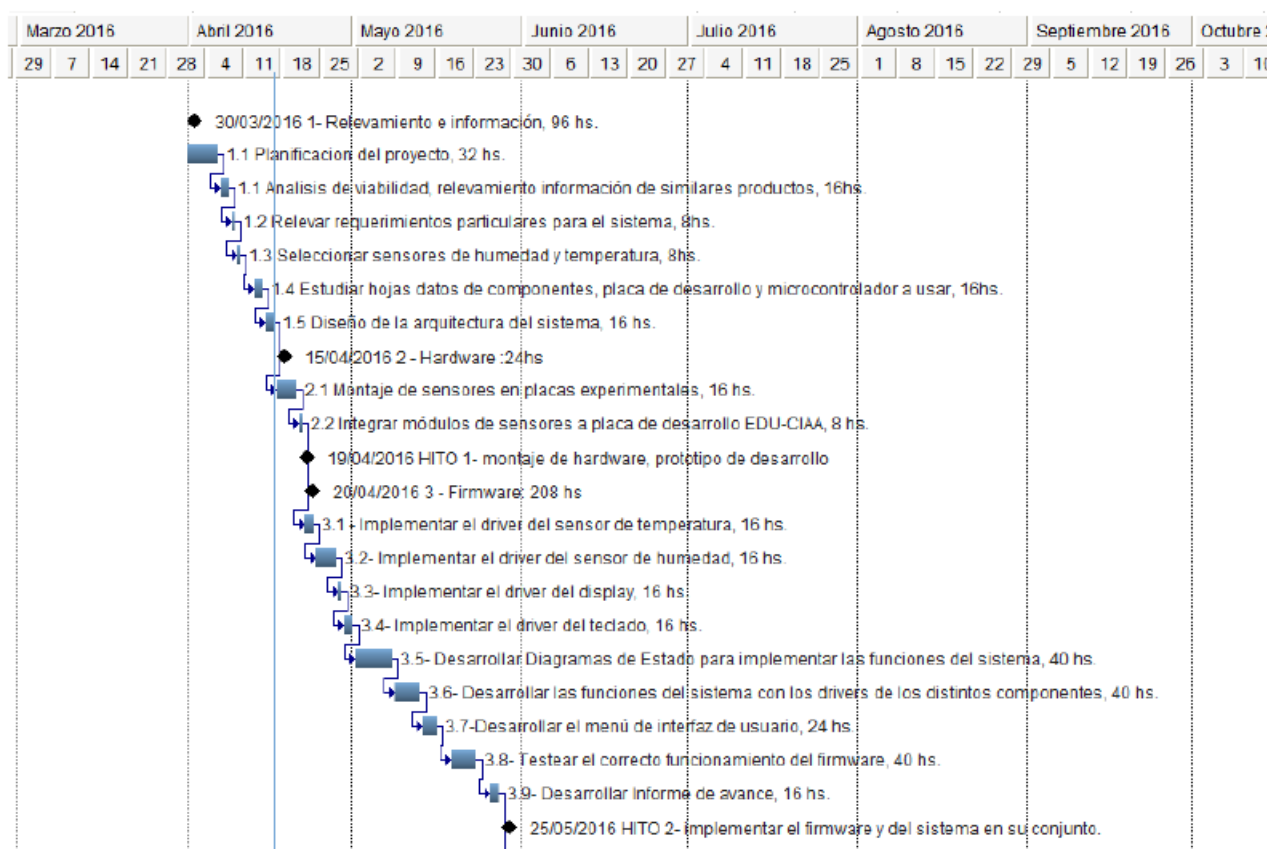 Marzo 2016 Abril 2016 Mayo 2016 Junio 2016 Julio 2016 Agosto 2016 Septiembre 2016 Octubre
29 7 14 21 28 4 11 18 25 2 9 16 23 30 6 13 20 27 4 11 18 25 1 8 15 22 29 5 12 19 26 3 10
30/03/2016 1- Relevamiento e información, 96 hs.
1.1 Planificacion del proyecto, 32 hs.
1.1 Analisis de viabilidad, relevamiento información de similares productos, 16hs.
1.2 Relevar requerimientos particulares para el sistema, 8hs.
1.3 Seleccionar sensores de humedad y temperatura, 8hs.
1.4 Estudiar hojas datos de componentes, placa de desarrollo y microcontrolador a usar, 16hs.
1.5 Diseño de la arquitectura del sistema, 16 hs.
15/04/2016 2 - Hardware :24hs
2.1 Montaje de sensores en placas experimentales, 16 hs.
2.2 Integrar módulos de sensores a placa de desarrollo EDU-CIAA, 8 hs.
19/04/2016 HITO 1- montaje de hardware, prototipo de desarrollo
20/04/2016 3 - Firmware: 208 hs
3.1 - Implementar el driver del sensor de temperatura, 16 hs.
3.2- Implementar el driver del sensor de humedad, 16 hs.
3.3- Implementar el driver del display, 16 hs
3.4- Implementar el driver del teclado, 16 hs.
3.5- Desarrollar Diagramas de Estado para implementar las funciones del sistema, 40 hs.
3.6- Desarrollar las funciones del sistema con los drivers de los distintos componentes, 40 hs.
3.7-Desarrollar el menú de interfaz de usuario, 24 hs.
3.8- Testear el correcto funcionamiento del firmware, 40 hs.
3.9- Desarrollar Informe de avance, 16 hs.
25/05/2016 HITO 2- Implementar el firmware y del sistema en su conjunto.